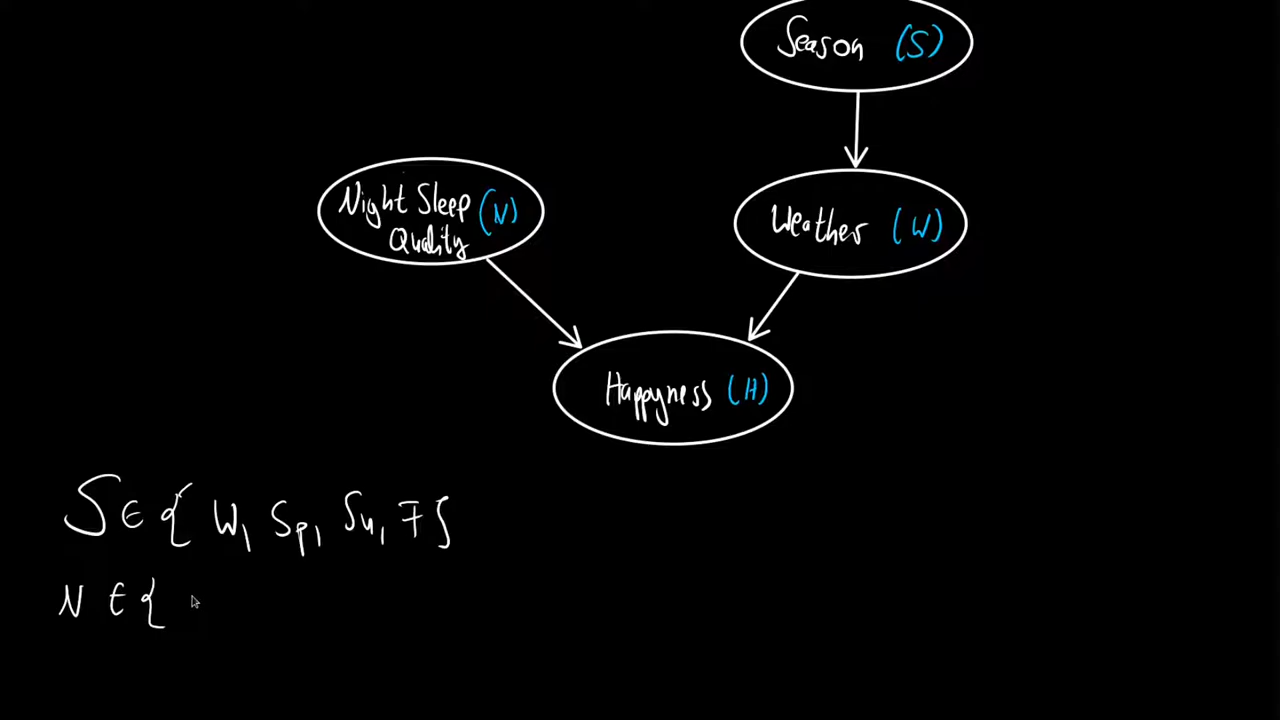 Season (S)
Night Sleep (N)
Quality
Weather (W)
Happyness (H)
S ∈ { W, Sp, Su, F }
N ∈ {